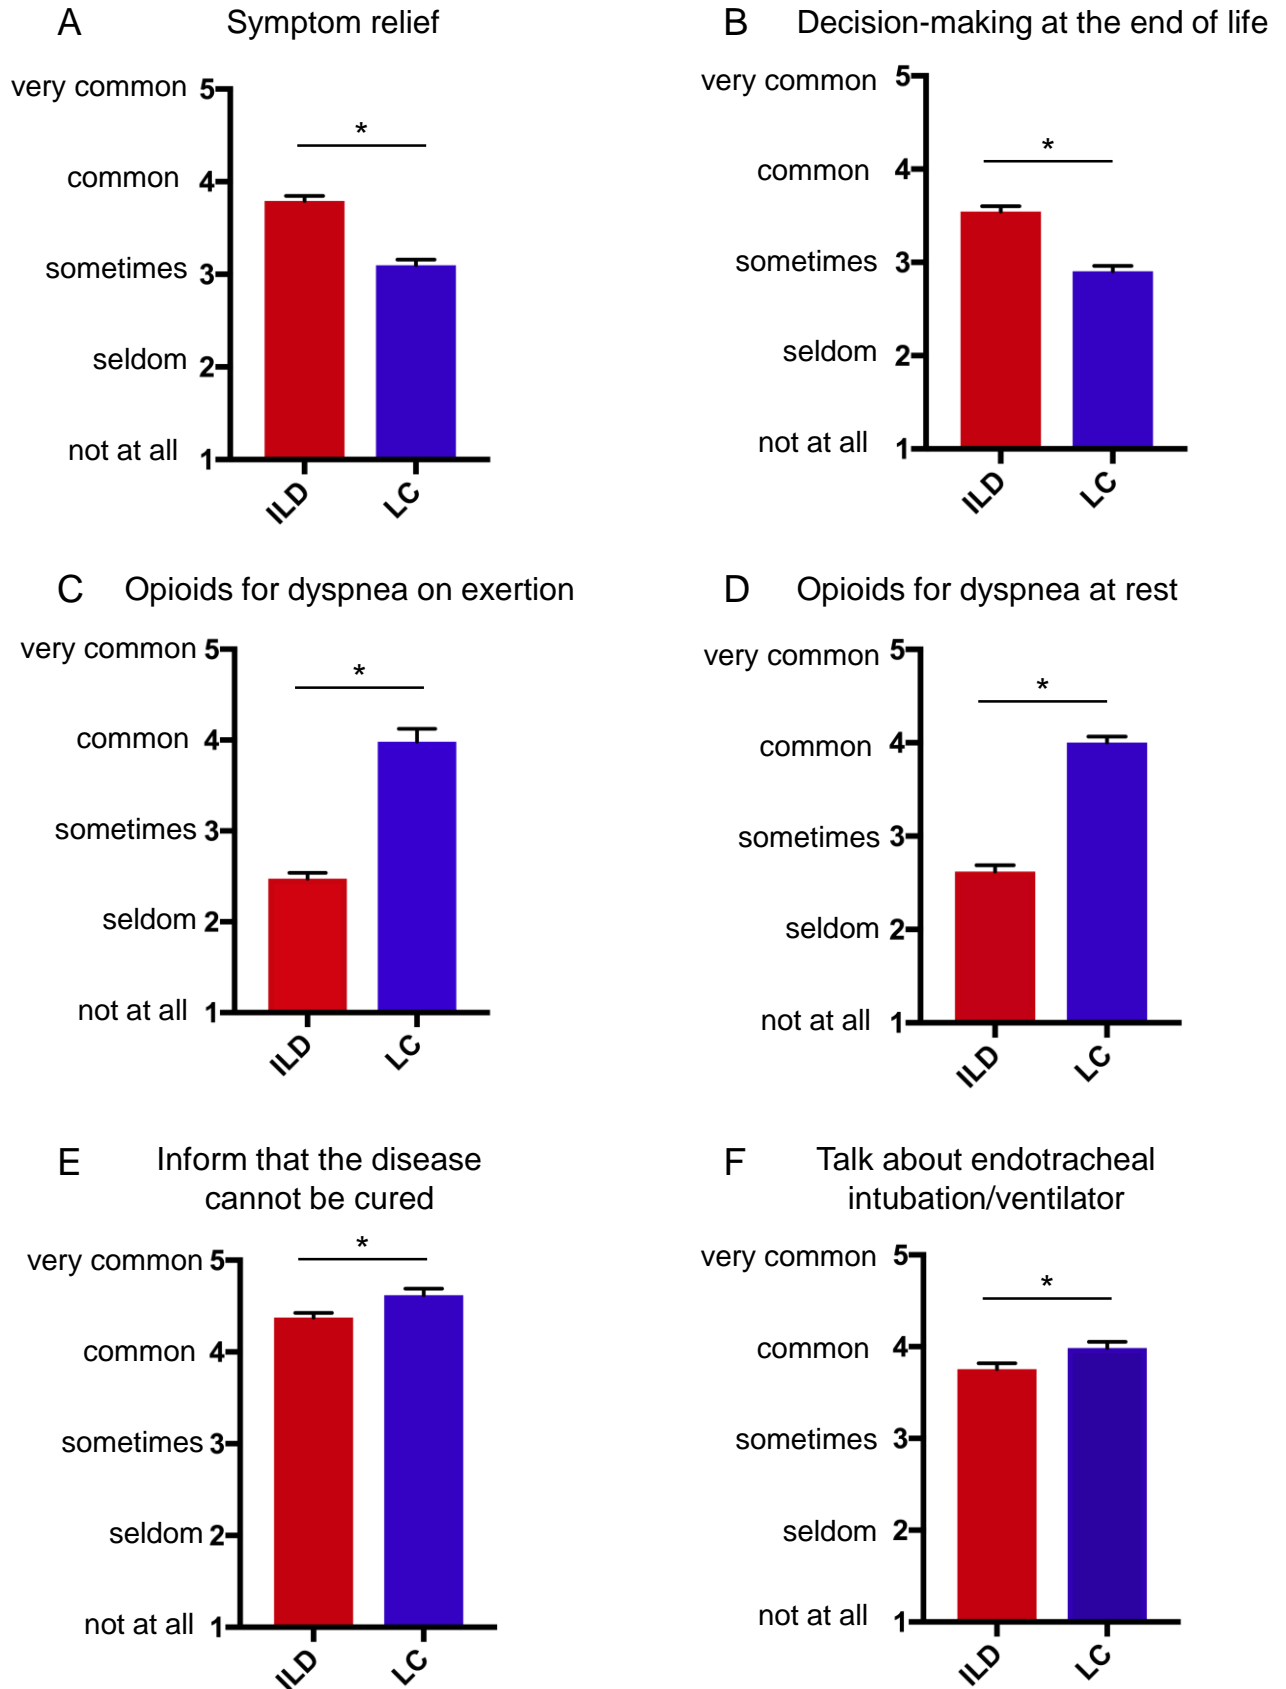 A Symptom relief
very common 5
*
common 4
sometimes 3
seldom 2
not at all 1
ILD LC
B Decision-making at the end of life
very common 5
*
common 4
sometimes 3
seldom 2
not at all 1
ILD LC
C Opioids for dyspnea on exertion
very common 5
*
common 4
sometimes 3
seldom 2
not at all 1
ILD LC
D Opioids for dyspnea at rest
very common 5
*
common 4
sometimes 3
seldom 2
not at all 1
ILD LC
E Inform that the disease
cannot be cured
very common 5
*
common 4
sometimes 3
seldom 2
not at all 1
ILD LC
F Talk about endotracheal
intubation/ventilator
very common 5
*
common 4
sometimes 3
seldom 2
not at all 1
ILD LC